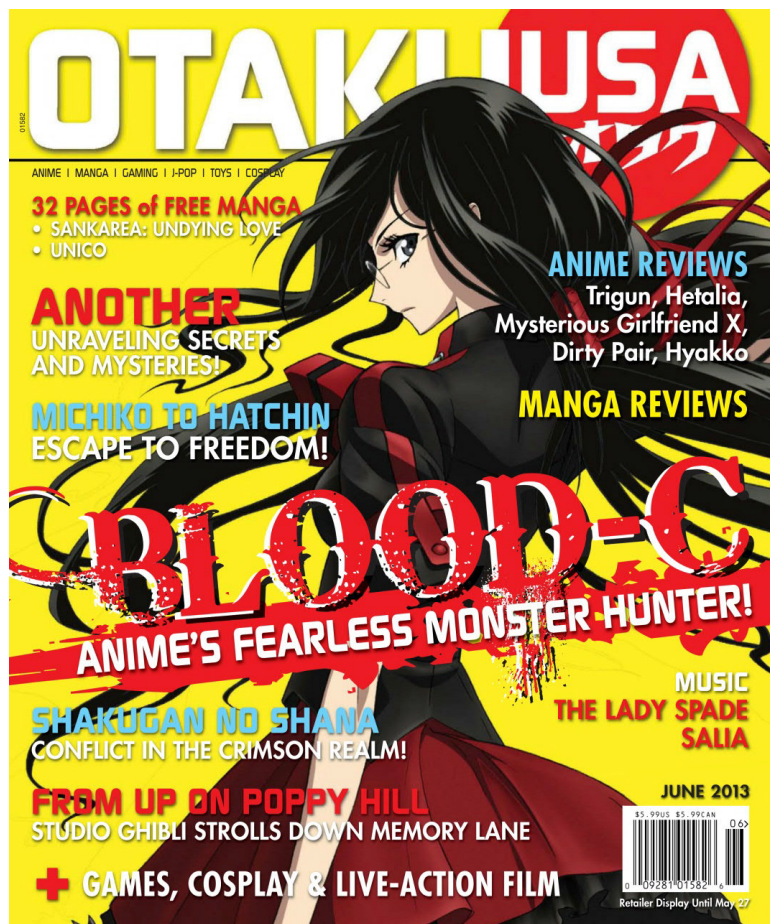 OTAKU USA
オタク
01582
ANIME | MANGA | GAMING | J-POP | TOYS | COSPLAY
32 PAGES of FREE MANGA
• SANKAREA: UNDYING LOVE
• UNICO
ANOTHER
UNRAVELING SECRETS
AND MYSTERIES!
MICHIKO TO HATCHIN
ESCAPE TO FREEDOM!
ANIME REVIEWS
Trigun, Hetalia,
Mysterious Girlfriend X,
Dirty Pair, Hyakko
MANGA REVIEWS
BLOOD-C
ANIME'S FEARLESS MONSTER HUNTER!
MUSIC
THE LADY SPADE
SALIA
SHAKUGAN NO SHANA
CONFLICT IN THE CRIMSON REALM!
FROM UP ON POPPY HILL
STUDIO GHIBLI STROLLS DOWN MEMORY LANE
+ GAMES, COSPLAY & LIVE-ACTION FILM
JUNE 2013
$5.99US $5.99CAN
06>
0 09281 01582 6
Retailer Display Until May 27